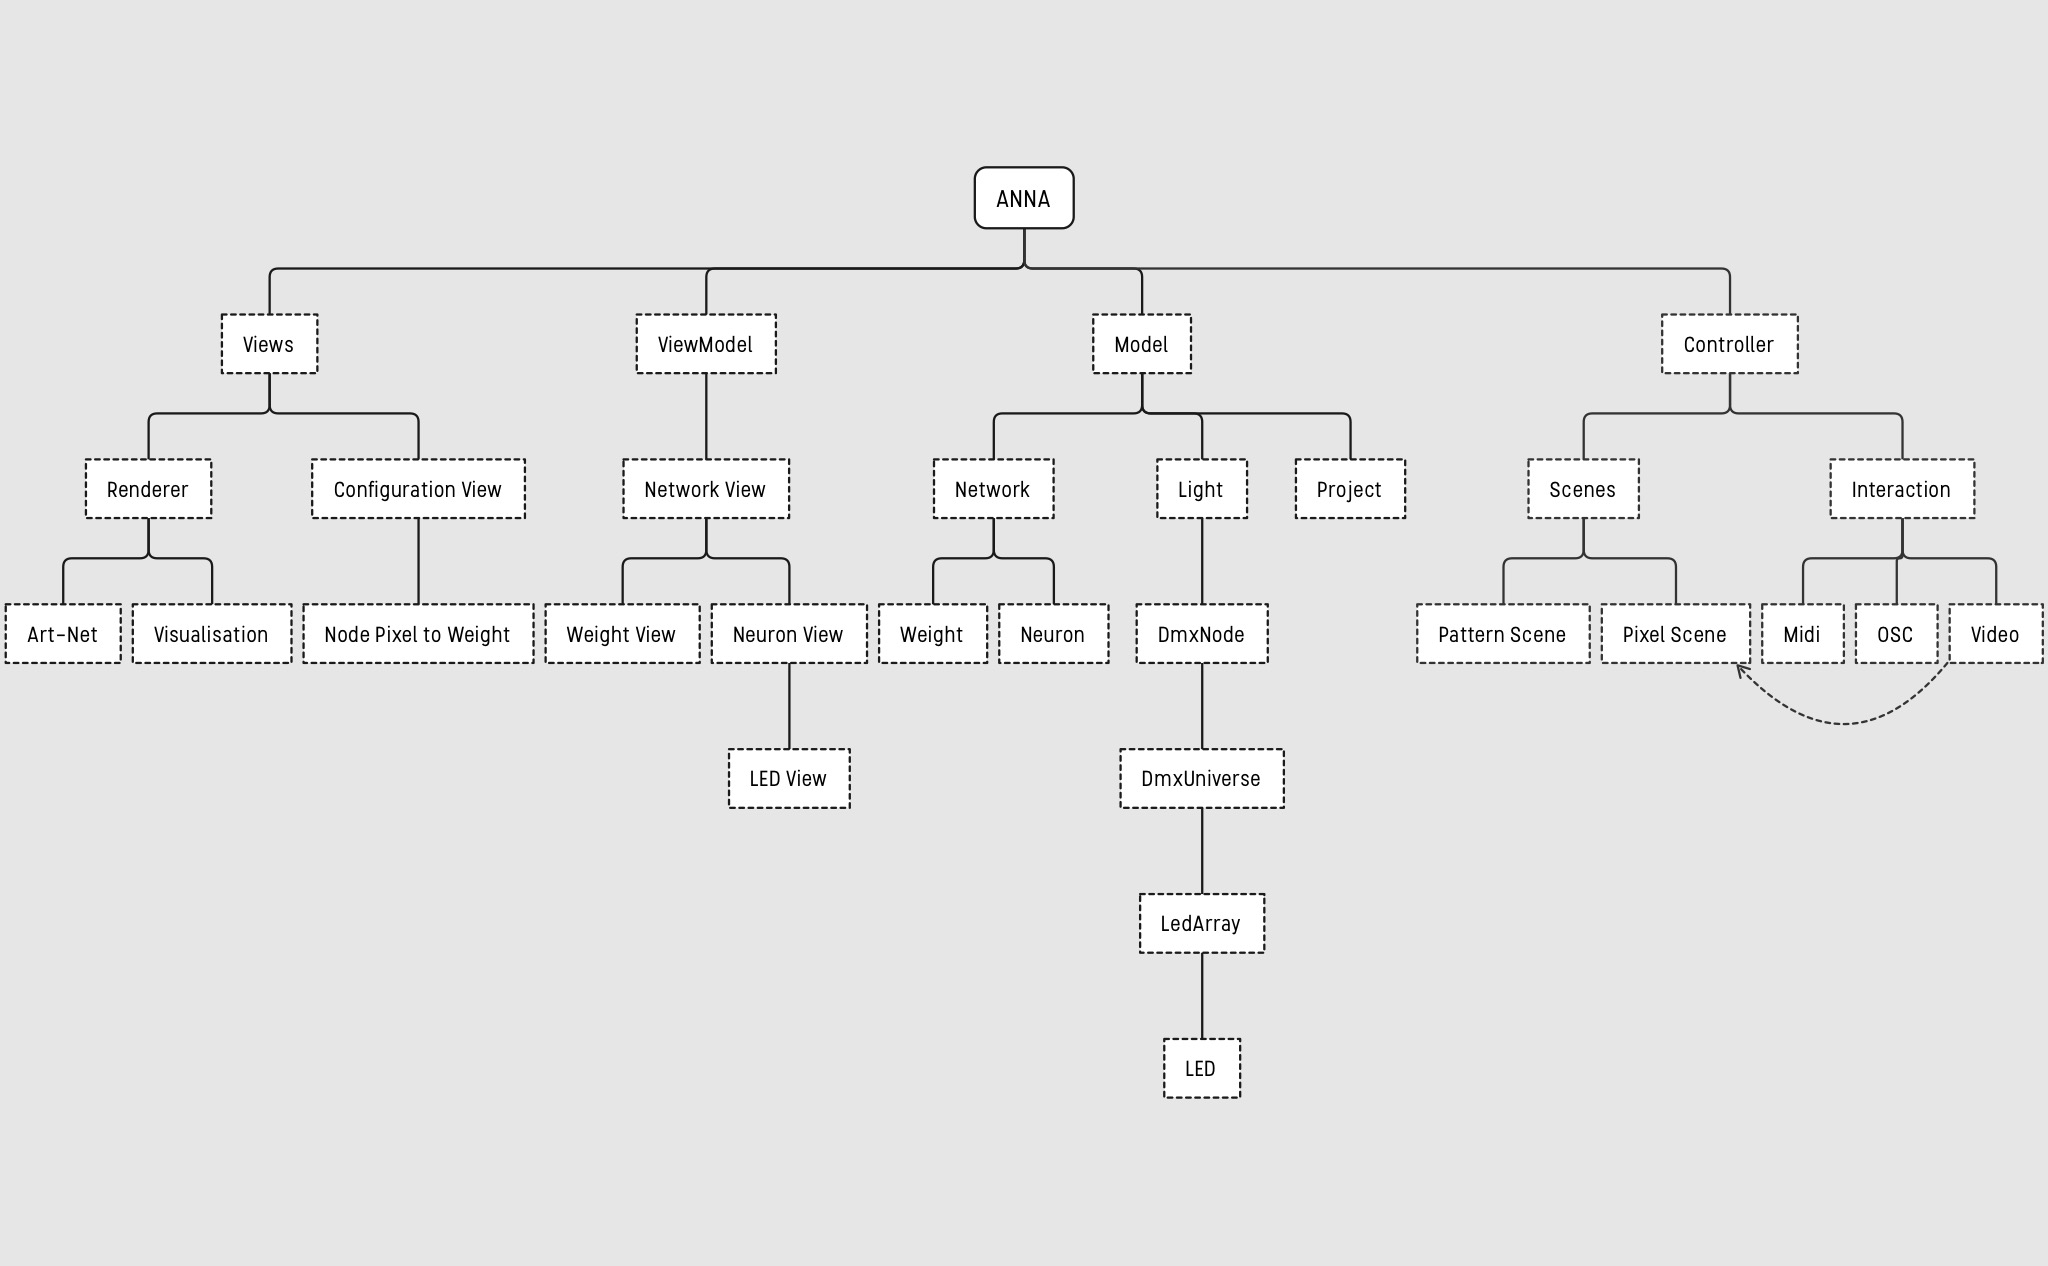 ANNA
Views
ViewModel
Model
Controller
Renderer
Configuration View
Network View
Network
Light
Project
Scenes
Interaction
Art-Net
Visualisation
Node Pixel to Weight
Weight View
Neuron View
Weight
Neuron
DmxNode
Pattern Scene
Pixel Scene
Midi
OSC
Video
LED View
DmxUniverse
LedArray
LED